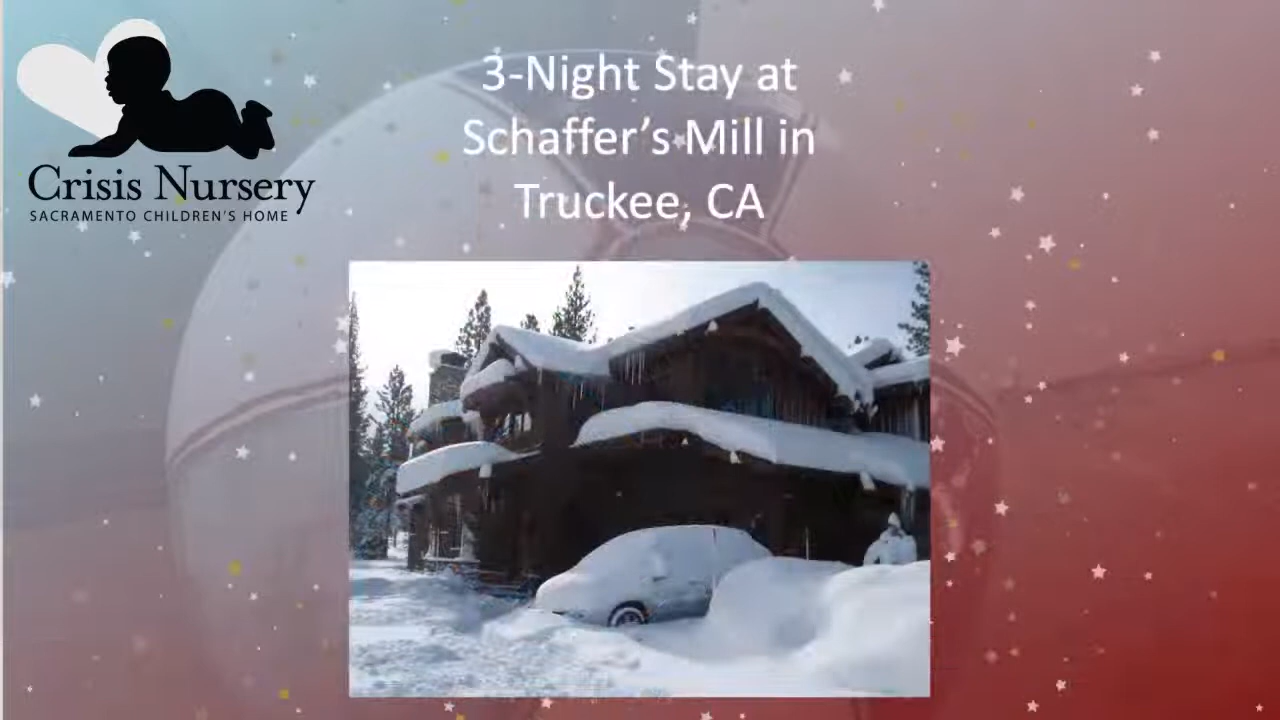 Crisis Nursery
SACRAMENTO CHILDREN'S HOME
3-Night Stay at
Schaffer's Mill in
Truckee, CA